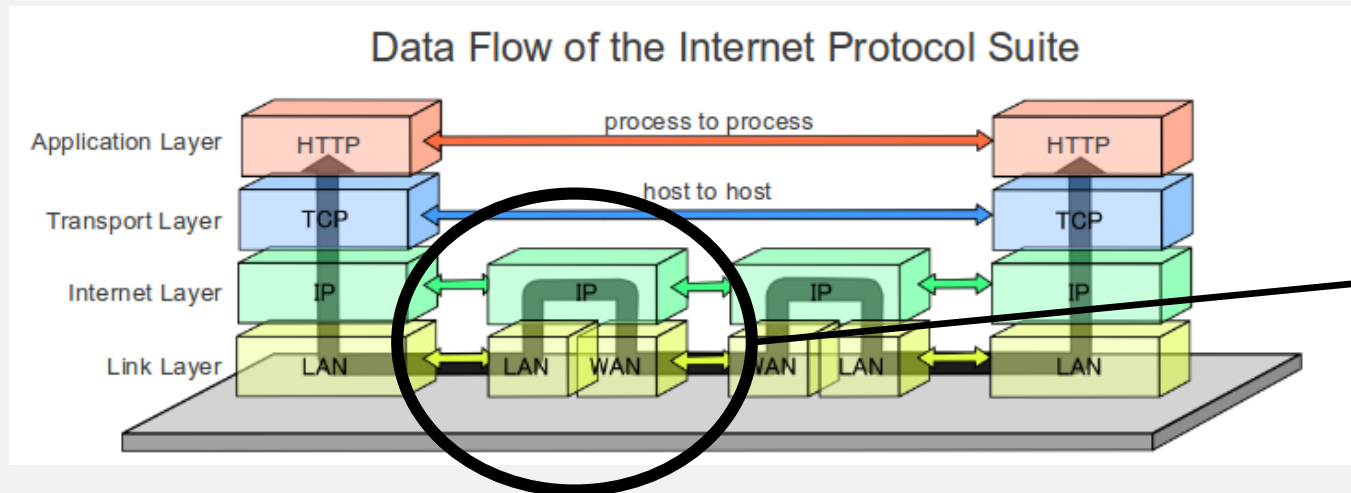 Data Flow of the Internet Protocol Suite
Application Layer HTTP process to process HTTP
Transport Layer TCP host to host TCP
Internet Layer IP IP IP IP
Link Layer LAN LAN WAN WAN LAN LAN